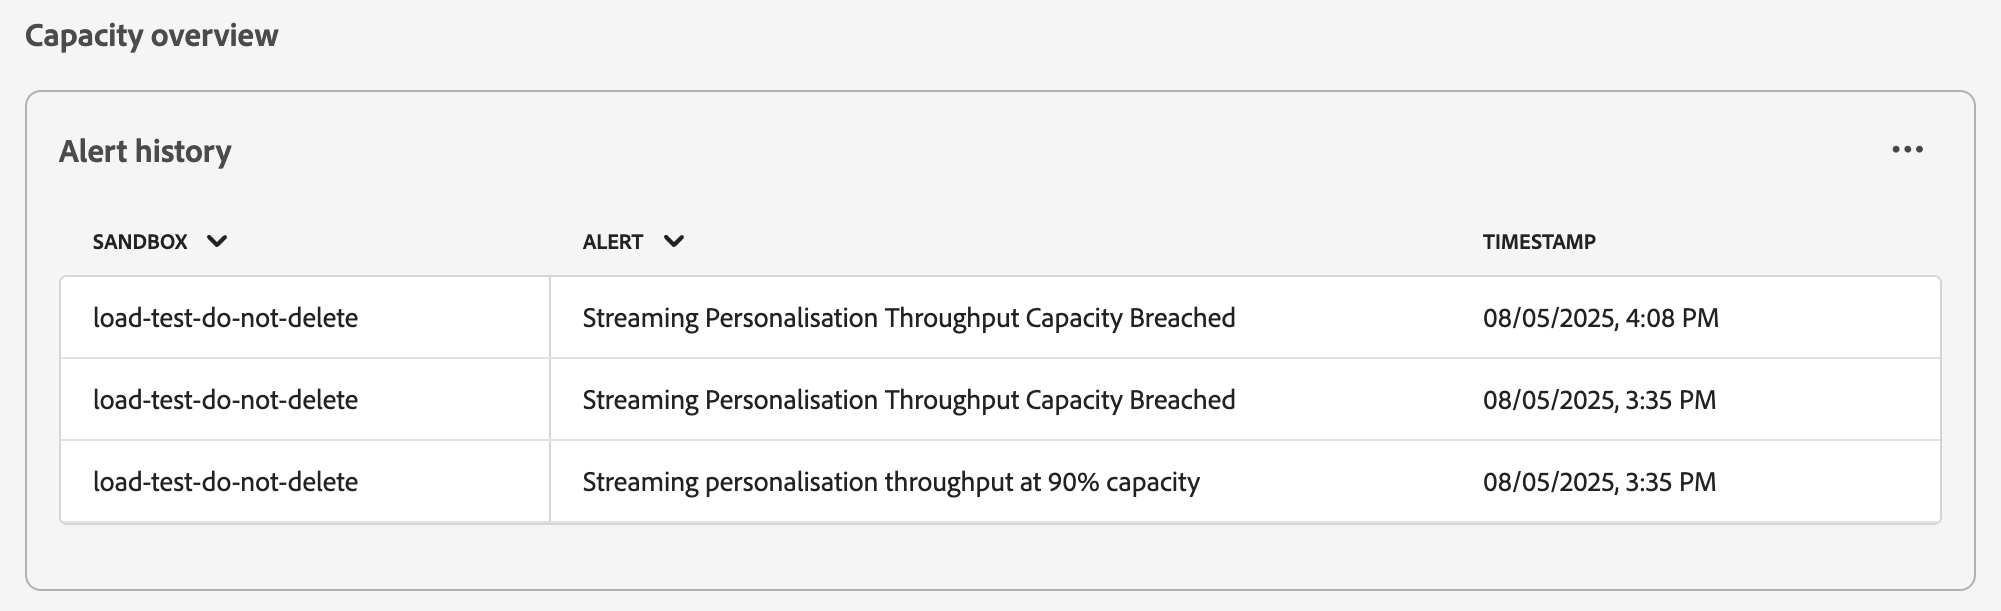 Capacity overview
Alert history
SANDBOX ALERT TIMESTAMP
load-test-do-not-delete Streaming Personalisation Throughput Capacity Breached 08/05/2025, 4:08 PM
load-test-do-not-delete Streaming Personalisation Throughput Capacity Breached 08/05/2025, 3:35 PM
load-test-do-not-delete Streaming personalisation throughput at 90% capacity 08/05/2025, 3:35 PM